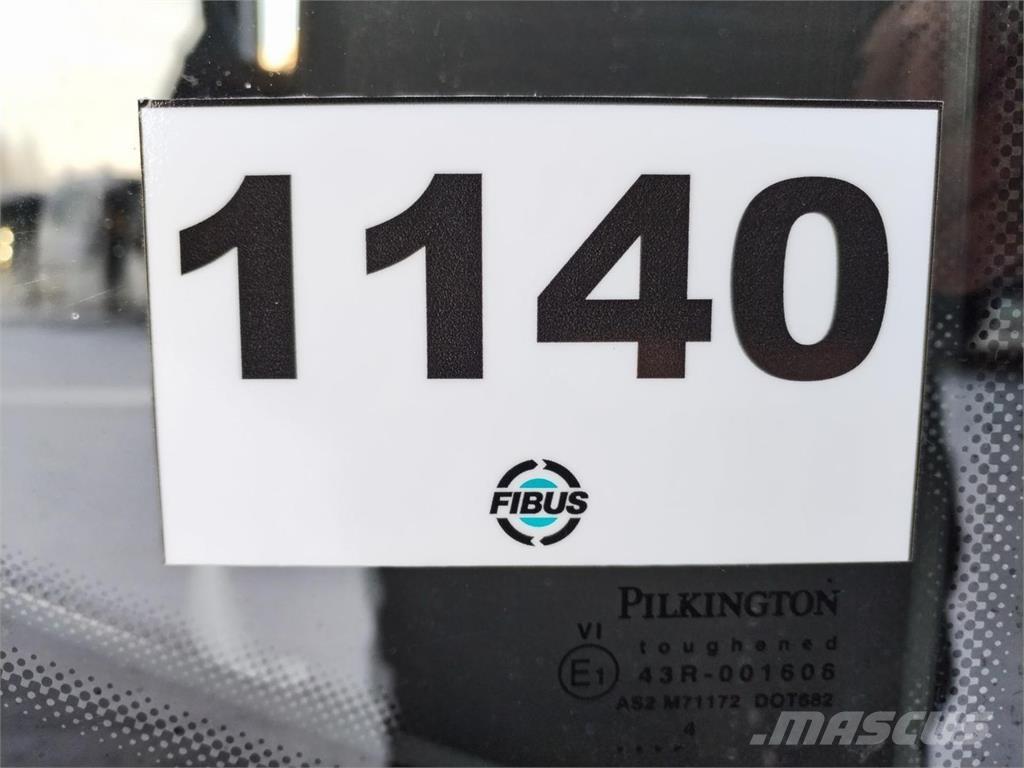 1140
FIBUS
PILKINGTON
VI
toughened
E1 43R-001606
AS2 M71172 DOT682
4
MASCUS